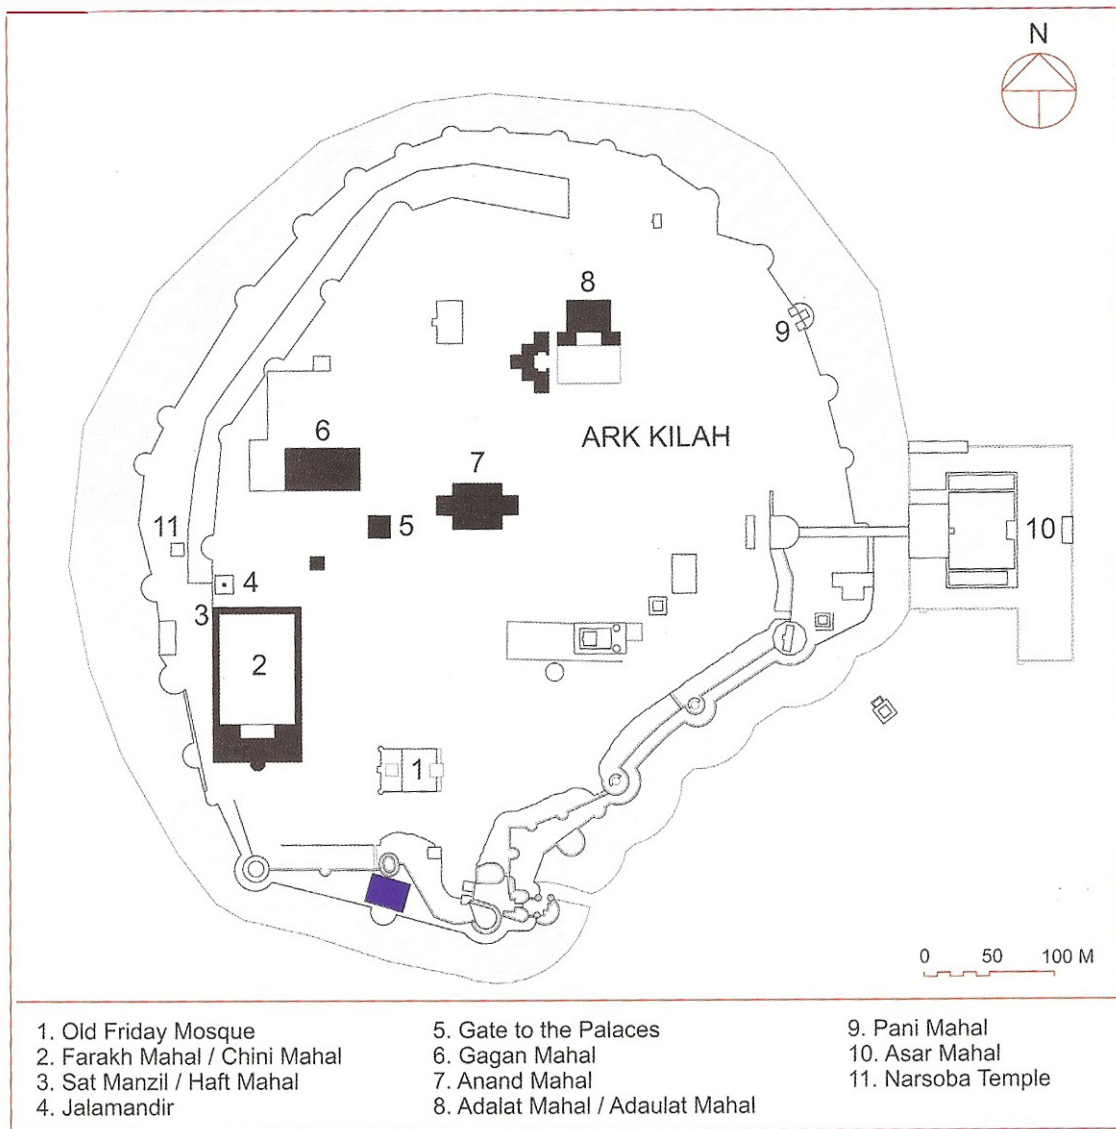 N
8
9
6
ARK KILAH
7
5
11
10
4
3
2
1
0 50 100 M
1. Old Friday Mosque
2. Farakh Mahal / Chini Mahal
3. Sat Manzil / Haft Mahal
4. Jalamandir
5. Gate to the Palaces
6. Gagan Mahal
7. Anand Mahal
8. Adalat Mahal / Adaulat Mahal
9. Pani Mahal
10. Asar Mahal
11. Narsoba Temple